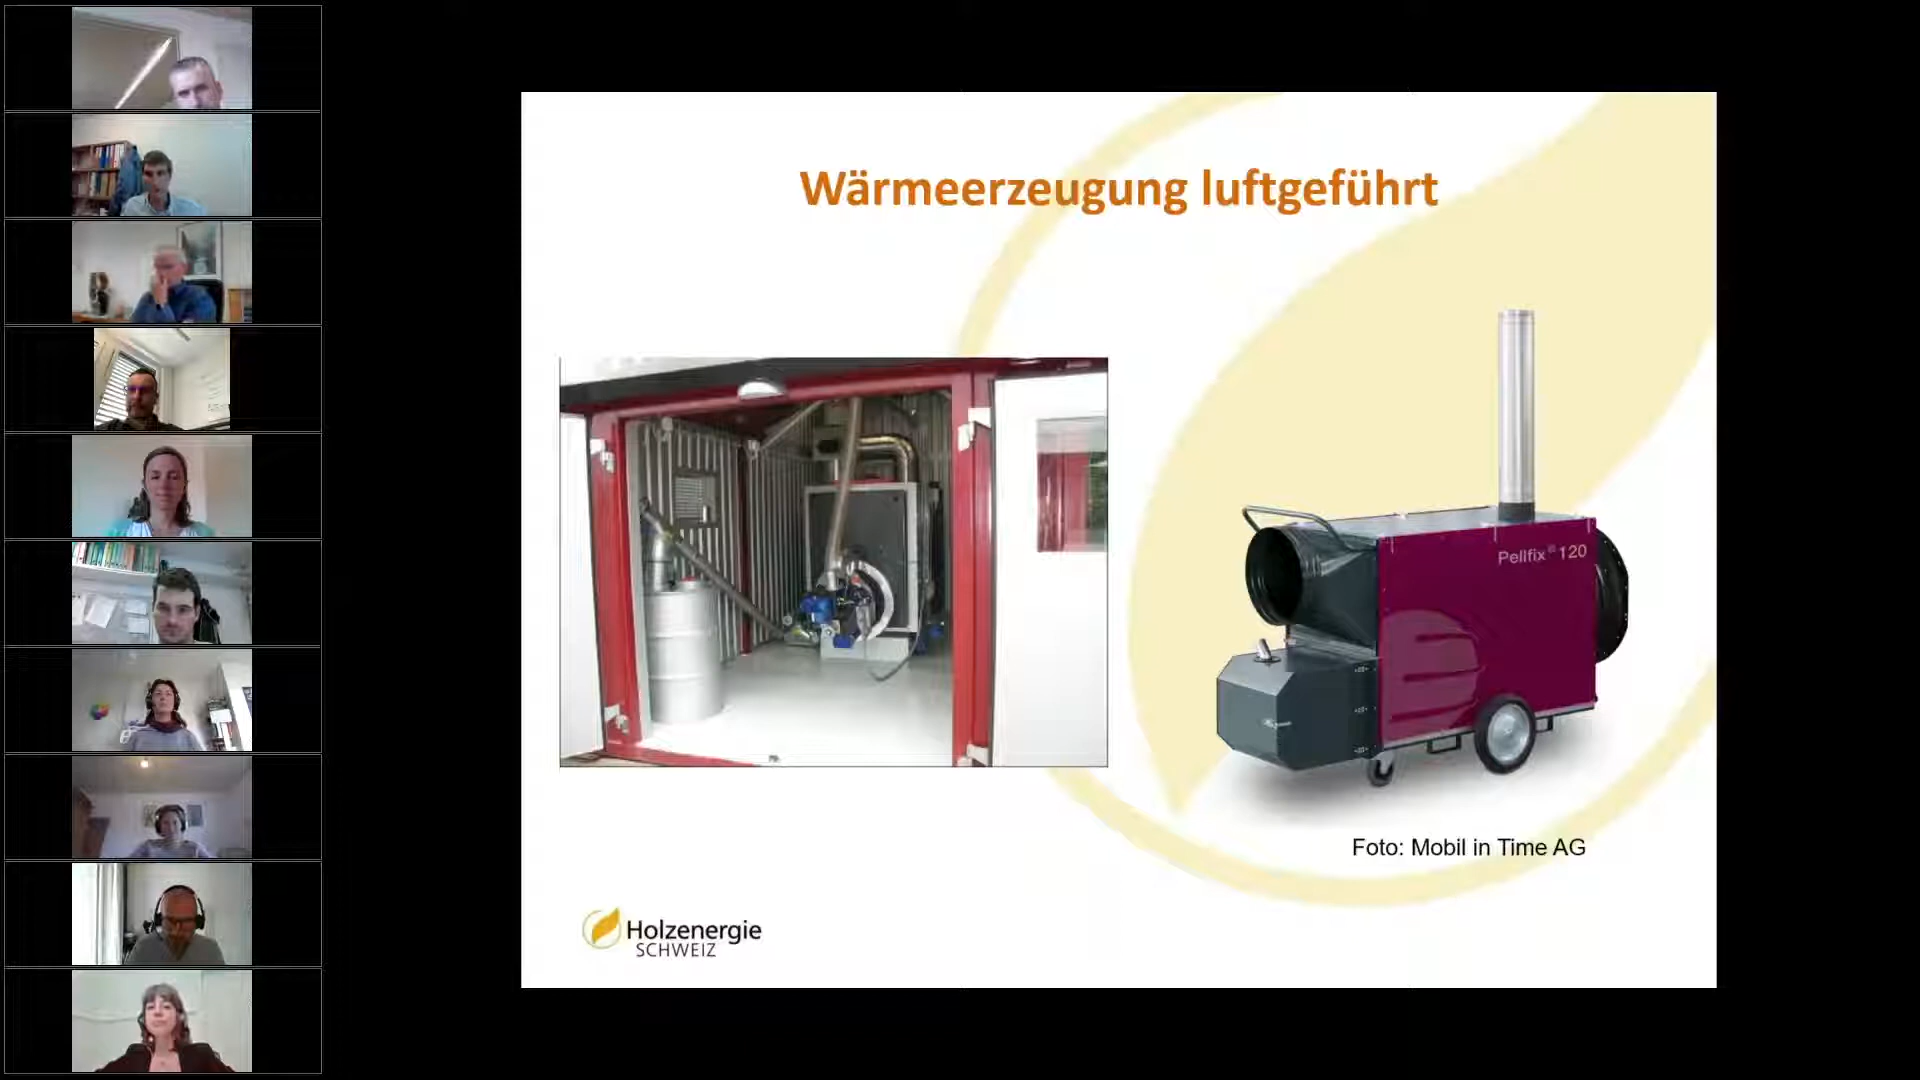 Wärmeerzeugung luftgeführt
Pellfix® 120
Foto: Mobil in Time AG
Holzenergie
SCHWEIZ